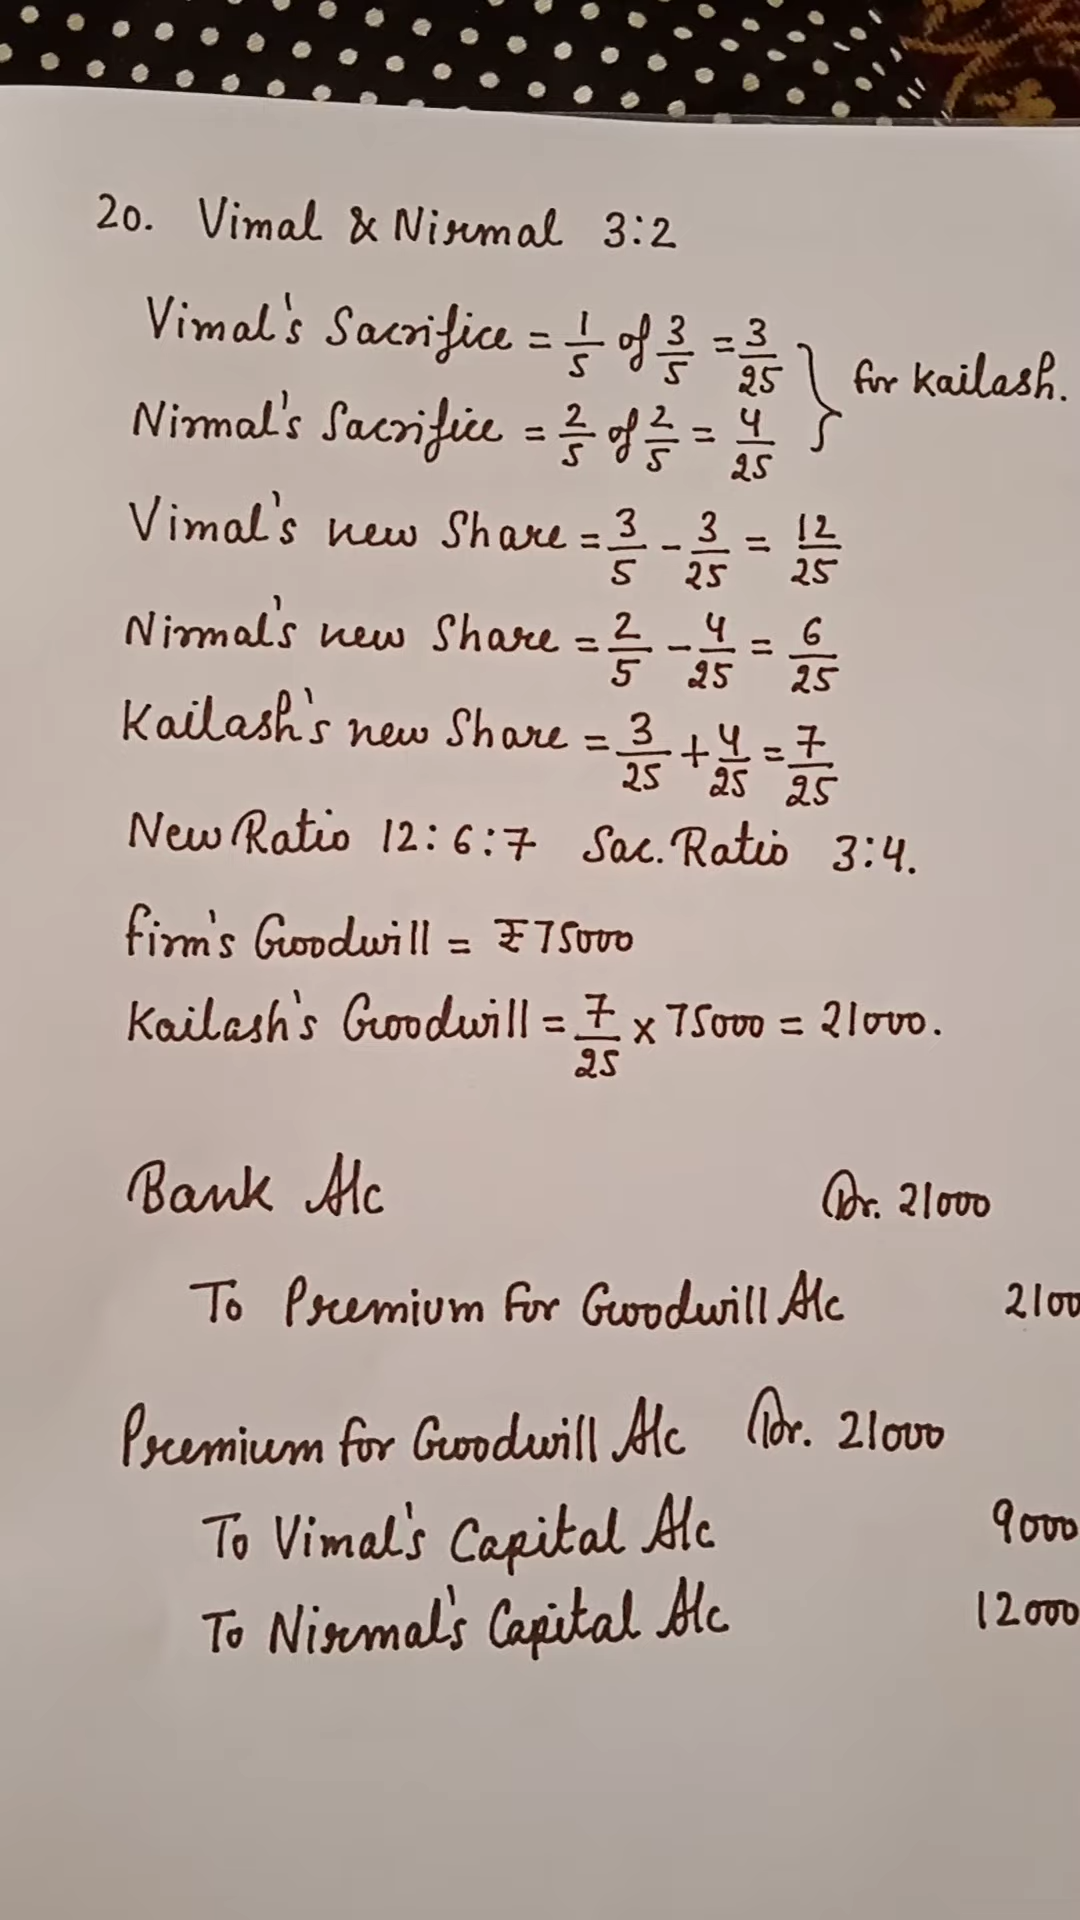 20. Vimal & Nirmal 3:2
Vimal's Sacrifice = 1/5 of 3/5 = 3/25 } for Kailash.
Nirmal's Sacrifice = 2/5 of 2/5 = 4/25
Vimal's new Share = 3/5 - 3/25 = 12/25
Nirmal's new Share = 2/5 - 4/25 = 6/25
Kailash's new Share = 3/25 + 4/25 = 7/25
New Ratio 12:6:7 Sac. Ratio 3:4.
firm's Goodwill = ₹75000
Kailash's Goodwill = 7/25 x 75000 = 21000.
Bank A/c Dr. 21000
To Premium for Goodwill A/c 2100
Premium for Goodwill A/c Dr. 21000
To Vimal's Capital A/c 9000
To Nirmal's Capital A/c 12000